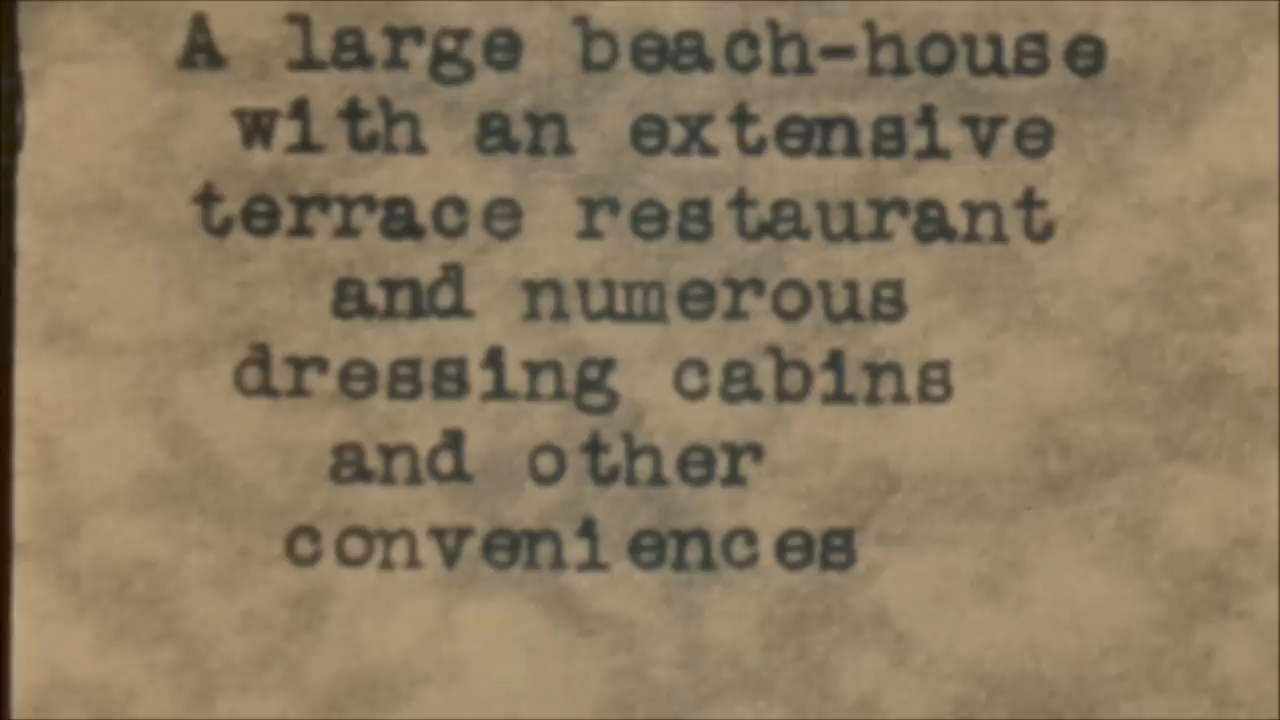 A large beach-house
with an extensive
terrace restaurant
and numerous
dressing cabins
and other
conveniences